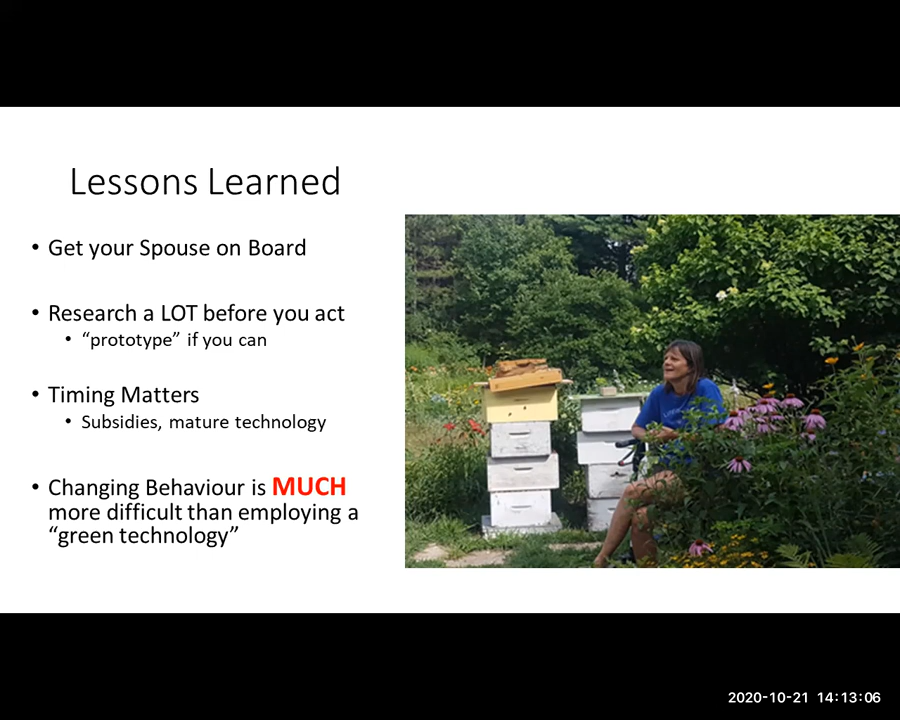 Lessons Learned
• Get your Spouse on Board
• Research a LOT before you act
• “prototype” if you can
• Timing Matters
• Subsidies, mature technology
• Changing Behaviour is MUCH
more difficult than employing a
“green technology”
2020-10-21 14:13:06